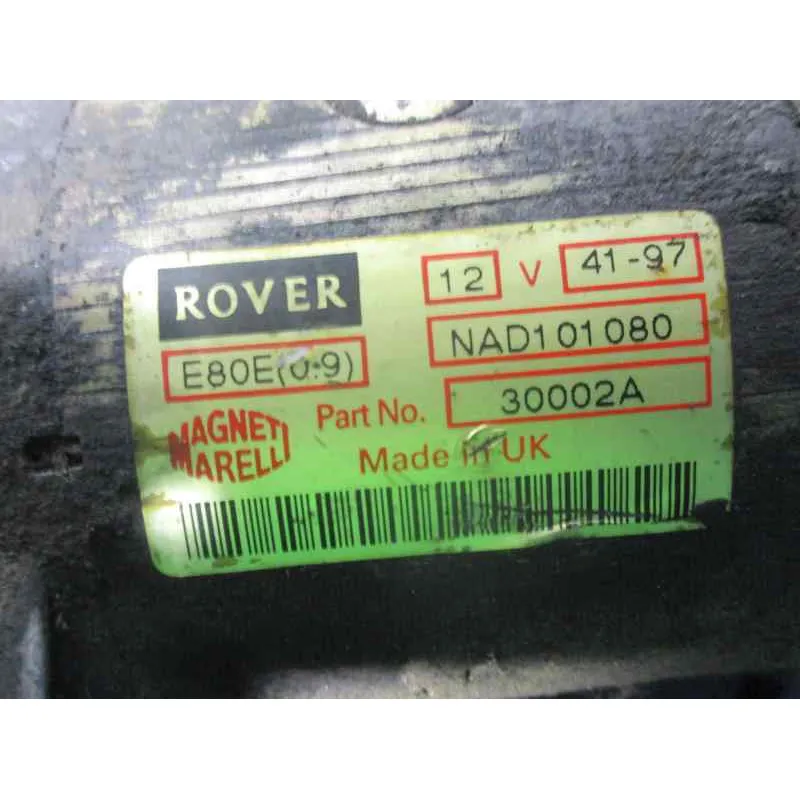 ROVER 12 V 41-97
E80E(0.9) NAD101080
MAGNETI MARELLI Part No. 30002A
Made in UK